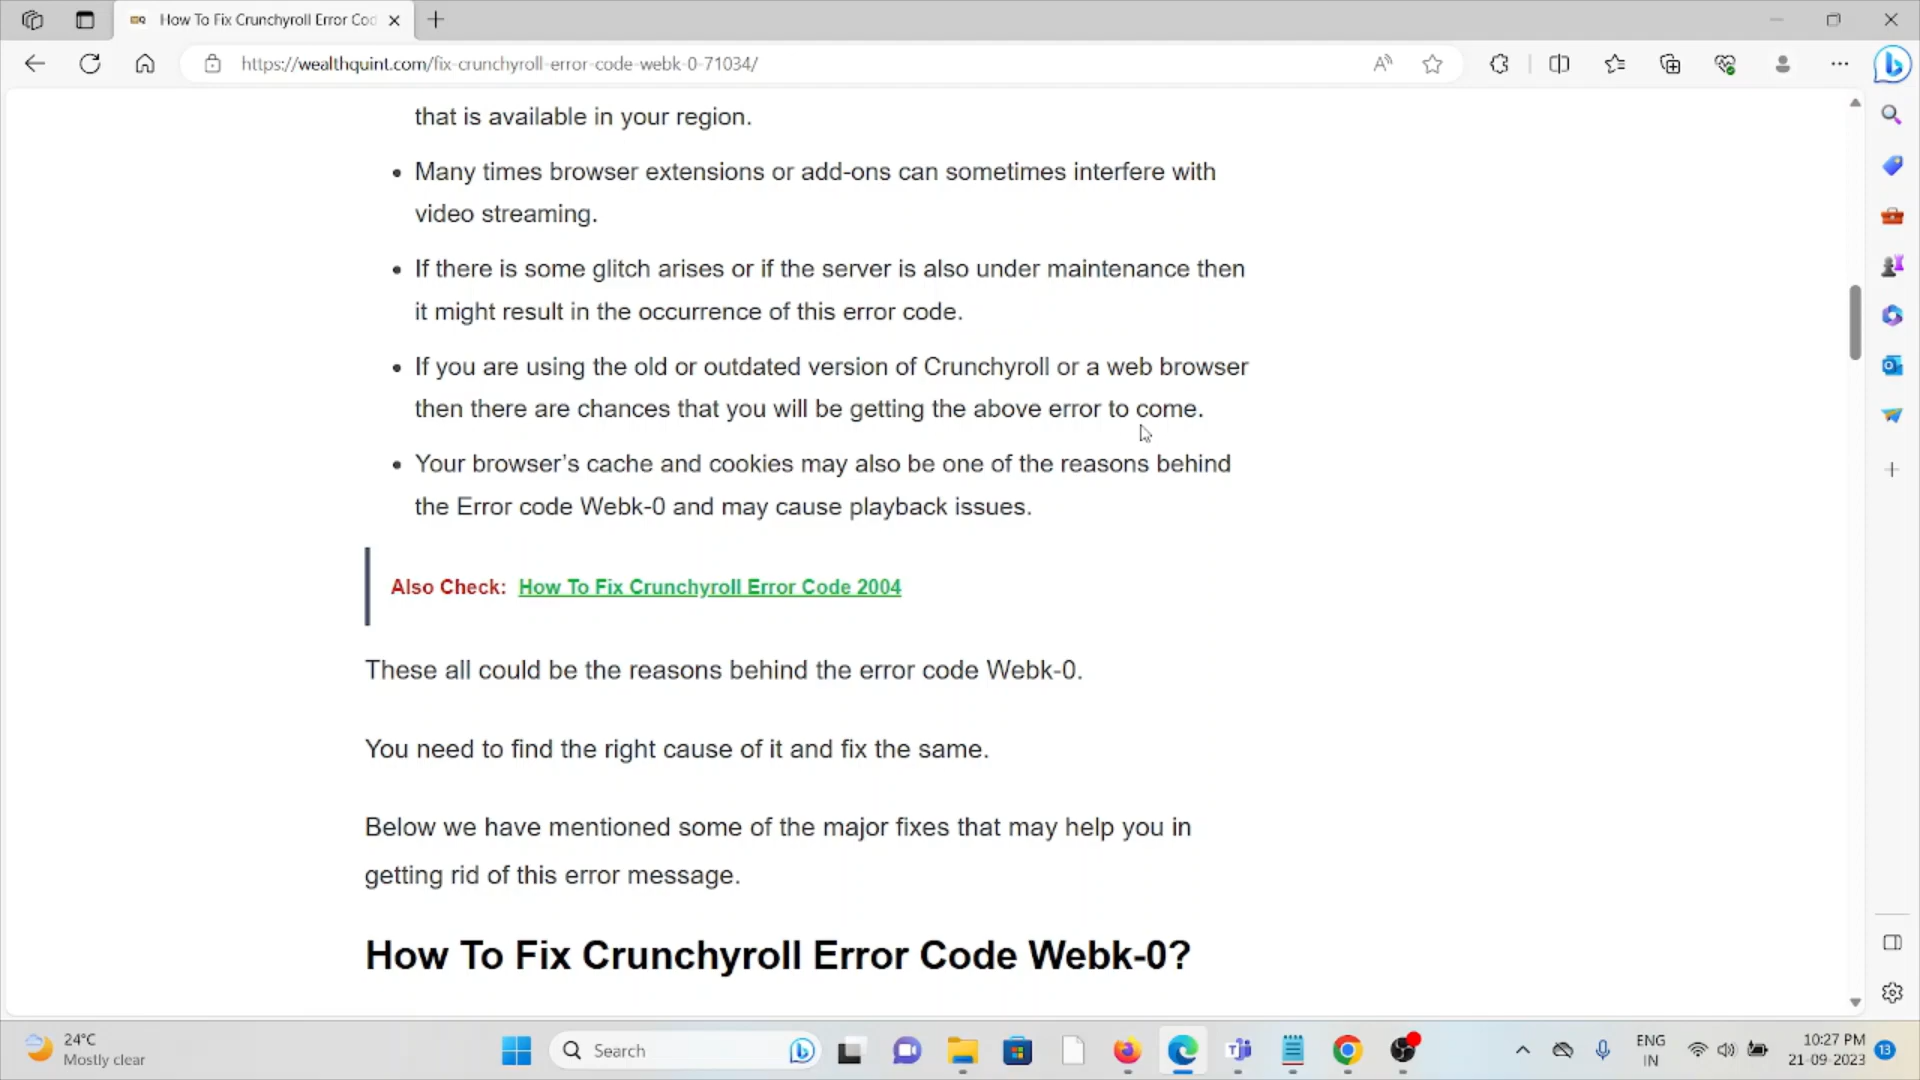 How To Fix Crunchyroll Error Cod
https://wealthquint.com/fix-crunchyroll-error-code-webk-0-71034/
that is available in your region.
Many times browser extensions or add-ons can sometimes interfere with
video streaming.
If there is some glitch arises or if the server is also under maintenance then
it might result in the occurrence of this error code.
If you are using the old or outdated version of Crunchyroll or a web browser
then there are chances that you will be getting the above error to come.
Your browser’s cache and cookies may also be one of the reasons behind
the Error code Webk-0 and may cause playback issues.
Also Check: How To Fix Crunchyroll Error Code 2004
These all could be the reasons behind the error code Webk-0.
You need to find the right cause of it and fix the same.
Below we have mentioned some of the major fixes that may help you in
getting rid of this error message.
How To Fix Crunchyroll Error Code Webk-0?
24°C
Mostly clear
Search
ENG
IN
10:27 PM
21-09-2023
13